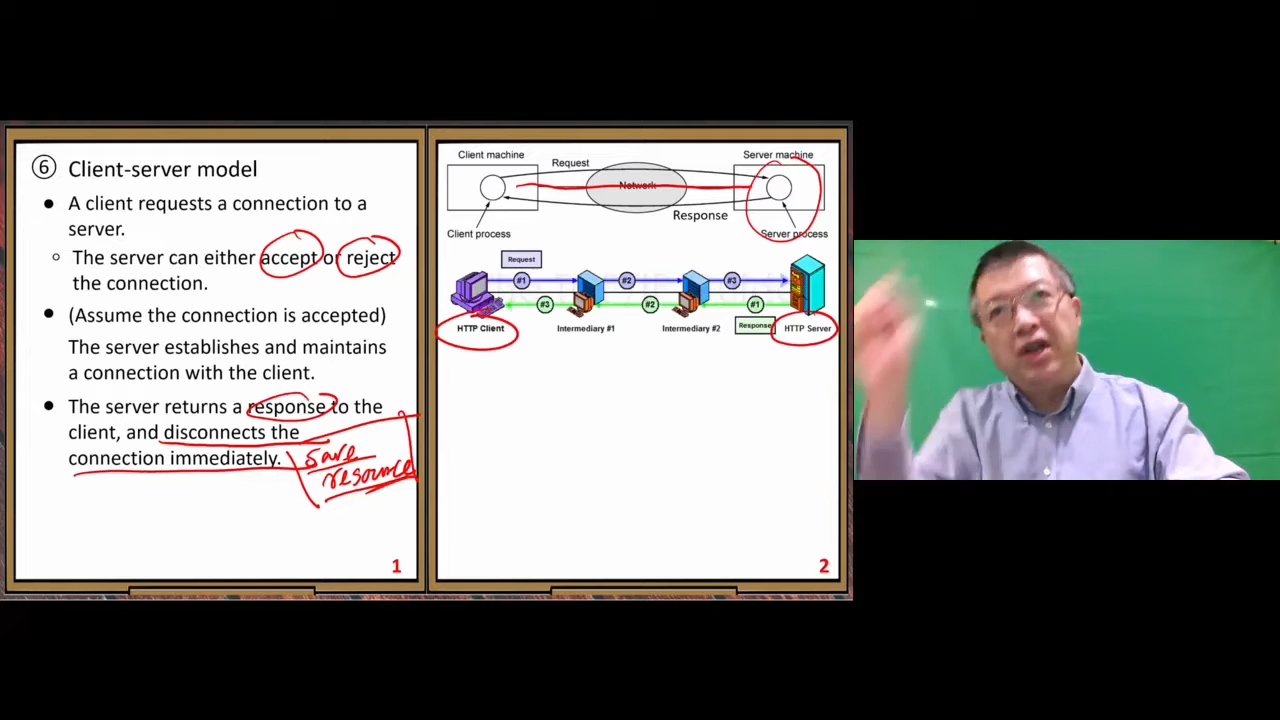 ⑥ Client-server model
● A client requests a connection to a
server.
○ The server can either accept or reject
the connection.
● (Assume the connection is accepted)
The server establishes and maintains
a connection with the client.
● The server returns a response to the
client, and disconnects the
connection immediately.
save
resource
1
Client machine
Server machine
Request
Network
Response
Client process
Server process
Request
#1
#2
#3
#3
#2
#1
HTTP Client
Intermediary #1
Intermediary #2
Response
HTTP Server
2